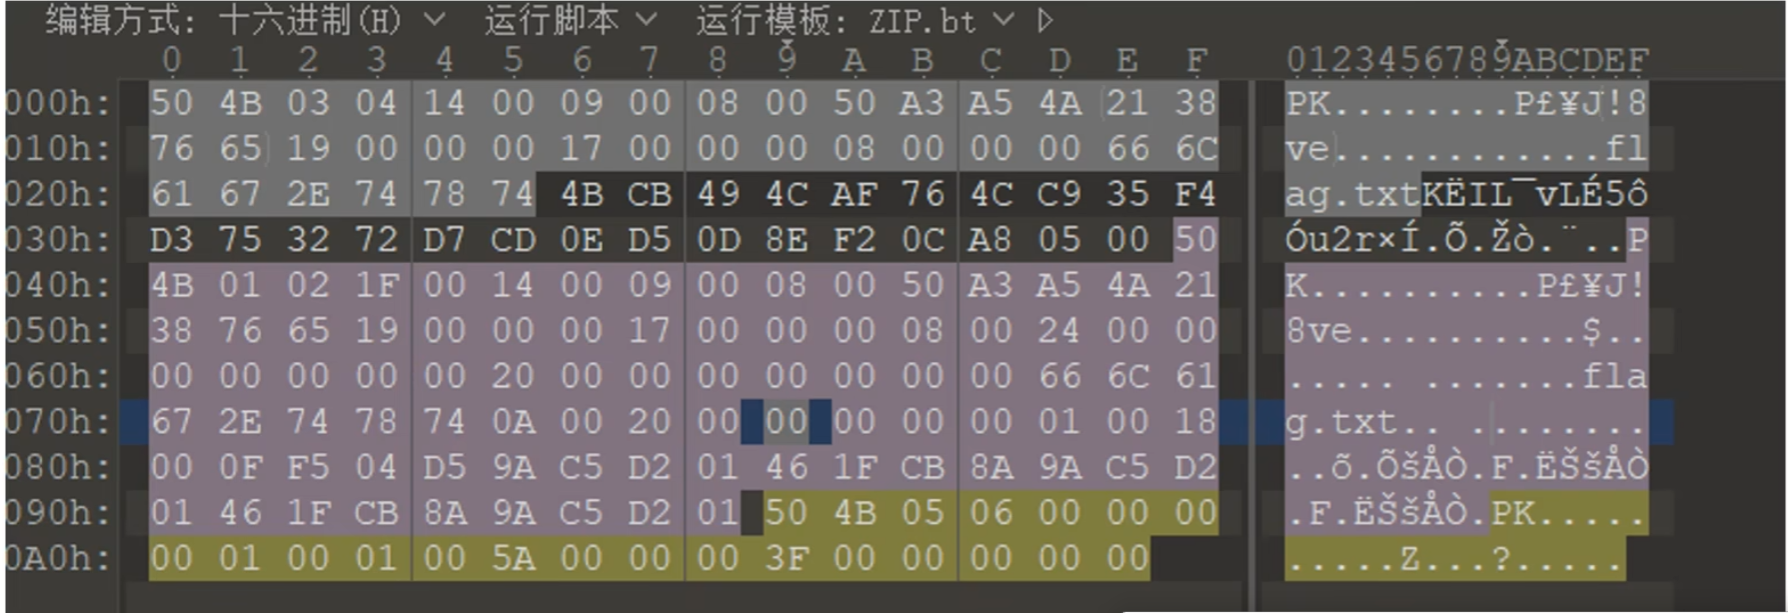 编辑方式: 十六进制(H) 运行脚本 运行模板: ZIP.bt
0 1 2 3 4 5 6 7 8 9 A B C D E F 0123456789ABCDEF
000h: 50 4B 03 04 14 00 09 00 08 00 50 A3 A5 4A 21 38 PK........P£¥J!8
010h: 76 65 19 00 00 00 17 00 00 00 08 00 00 00 66 6C ve............fl
020h: 61 67 2E 74 78 74 4B CB 49 4C AF 76 4C C9 35 F4 ag.txtKËIL¯vLÉ5ô
030h: D3 75 32 72 D7 CD 0E D5 0D 8E F2 0C A8 05 00 50 Óu2r×Í.Õ.Žò.¨..P
040h: 4B 01 02 1F 00 14 00 09 00 08 00 50 A3 A5 4A 21 K..........P£¥J!
050h: 38 76 65 19 00 00 00 17 00 00 00 08 00 24 00 00 8ve..........$..
060h: 00 00 00 00 00 20 00 00 00 00 00 00 00 66 6C 61 ..... .......fla
070h: 67 2E 74 78 74 0A 00 20 00 00 00 00 00 01 00 18 g.txt.. ........
080h: 00 0F F5 04 D5 9A C5 D2 01 46 1F CB 8A 9A C5 D2 ..õ.ÕšÅÒ.F.ËŠšÅÒ
090h: 01 46 1F CB 8A 9A C5 D2 01 50 4B 05 06 00 00 00 .F.ËŠšÅÒ.PK.....
0A0h: 00 01 00 01 00 5A 00 00 00 3F 00 00 00 00 00 .....Z...?.....